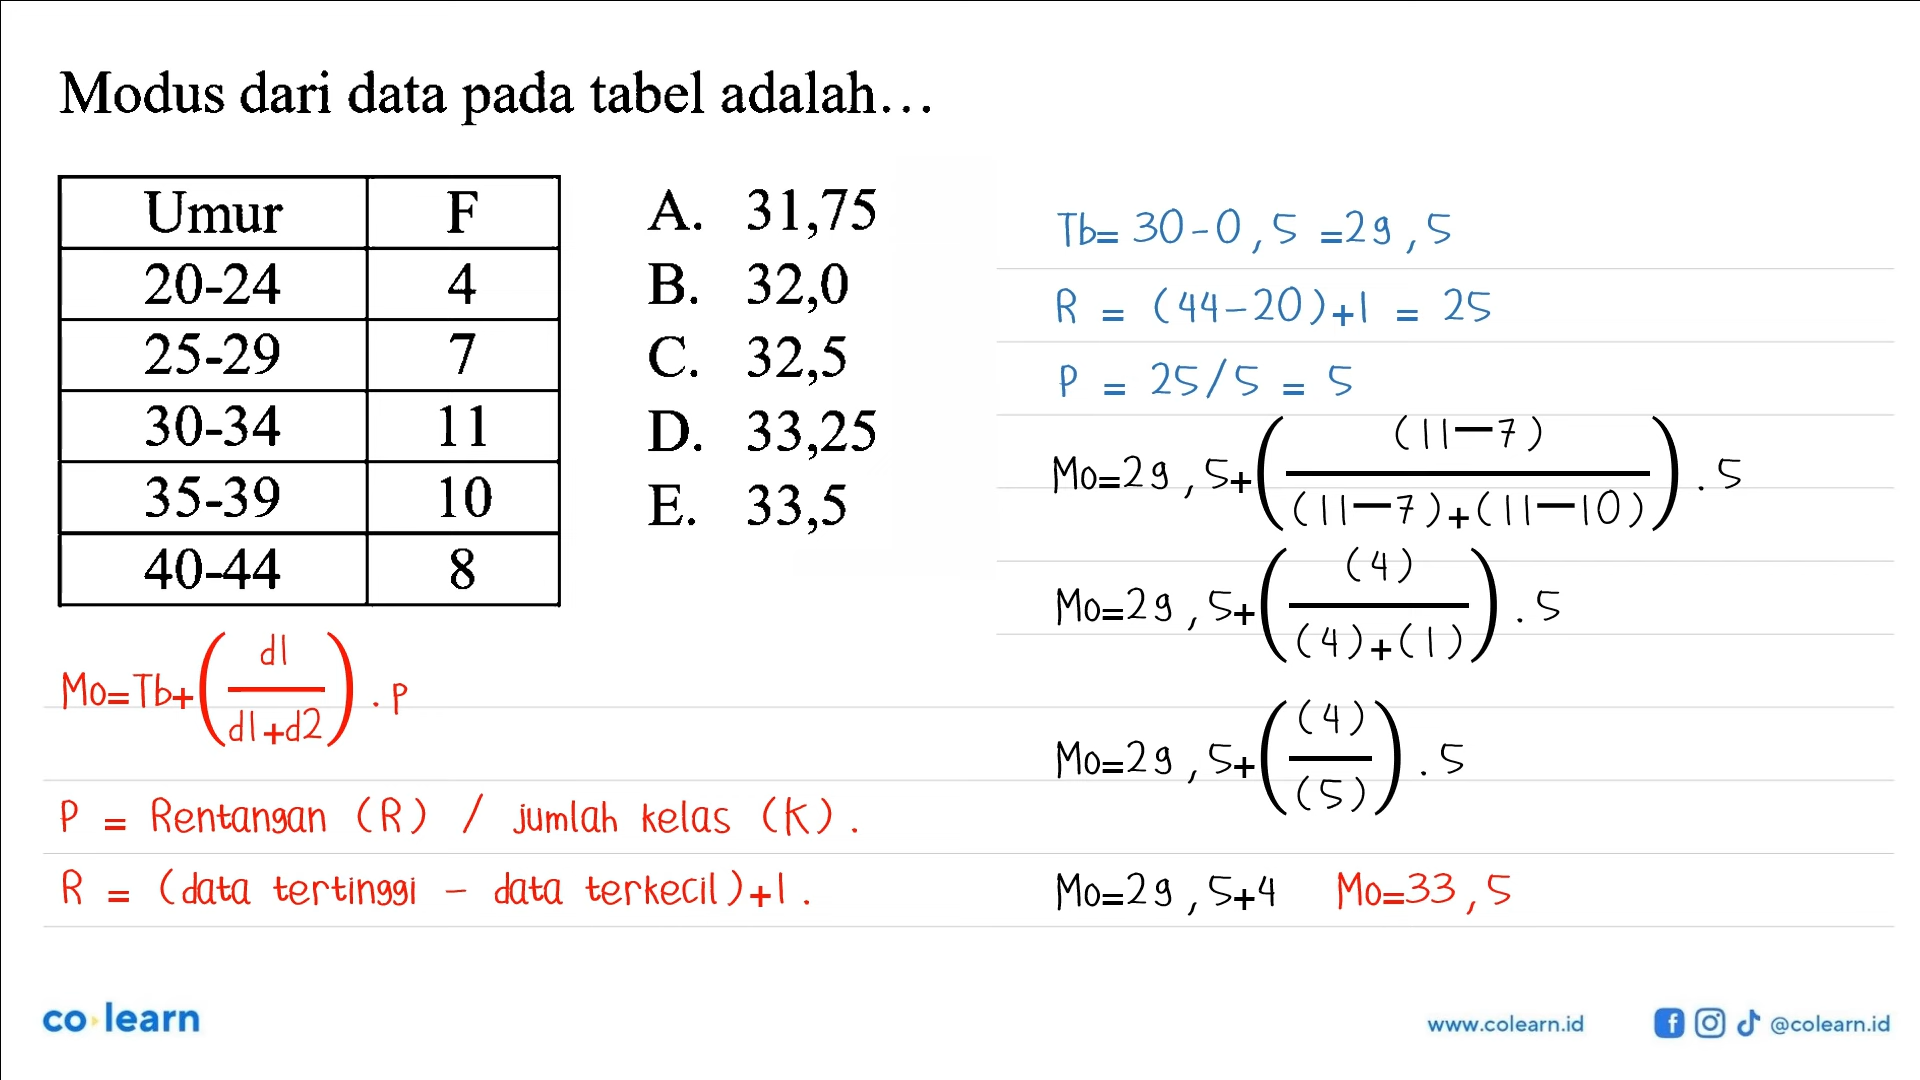 Modus dari data pada tabel adalah...
Umur F
20-24 4
25-29 7
30-34 11
35-39 10
40-44 8
A. 31,75
B. 32,0
C. 32,5
D. 33,25
E. 33,5
Mo=Tb+(d1/d1+d2).P
P = Rentangan (R) / jumlah kelas (K).
R = (data tertinggi - data terkecil)+1.
Tb=30-0,5=29,5
R = (44-20)+1 = 25
P = 25/5 = 5
Mo=29,5+((11-7)/(11-7)+(11-10)).5
Mo=29,5+((4)/(4)+(1)).5
Mo=29,5+((4)/(5)).5
Mo=29,5+4 Mo=33,5
co learn
www.colearn.id
@colearn.id